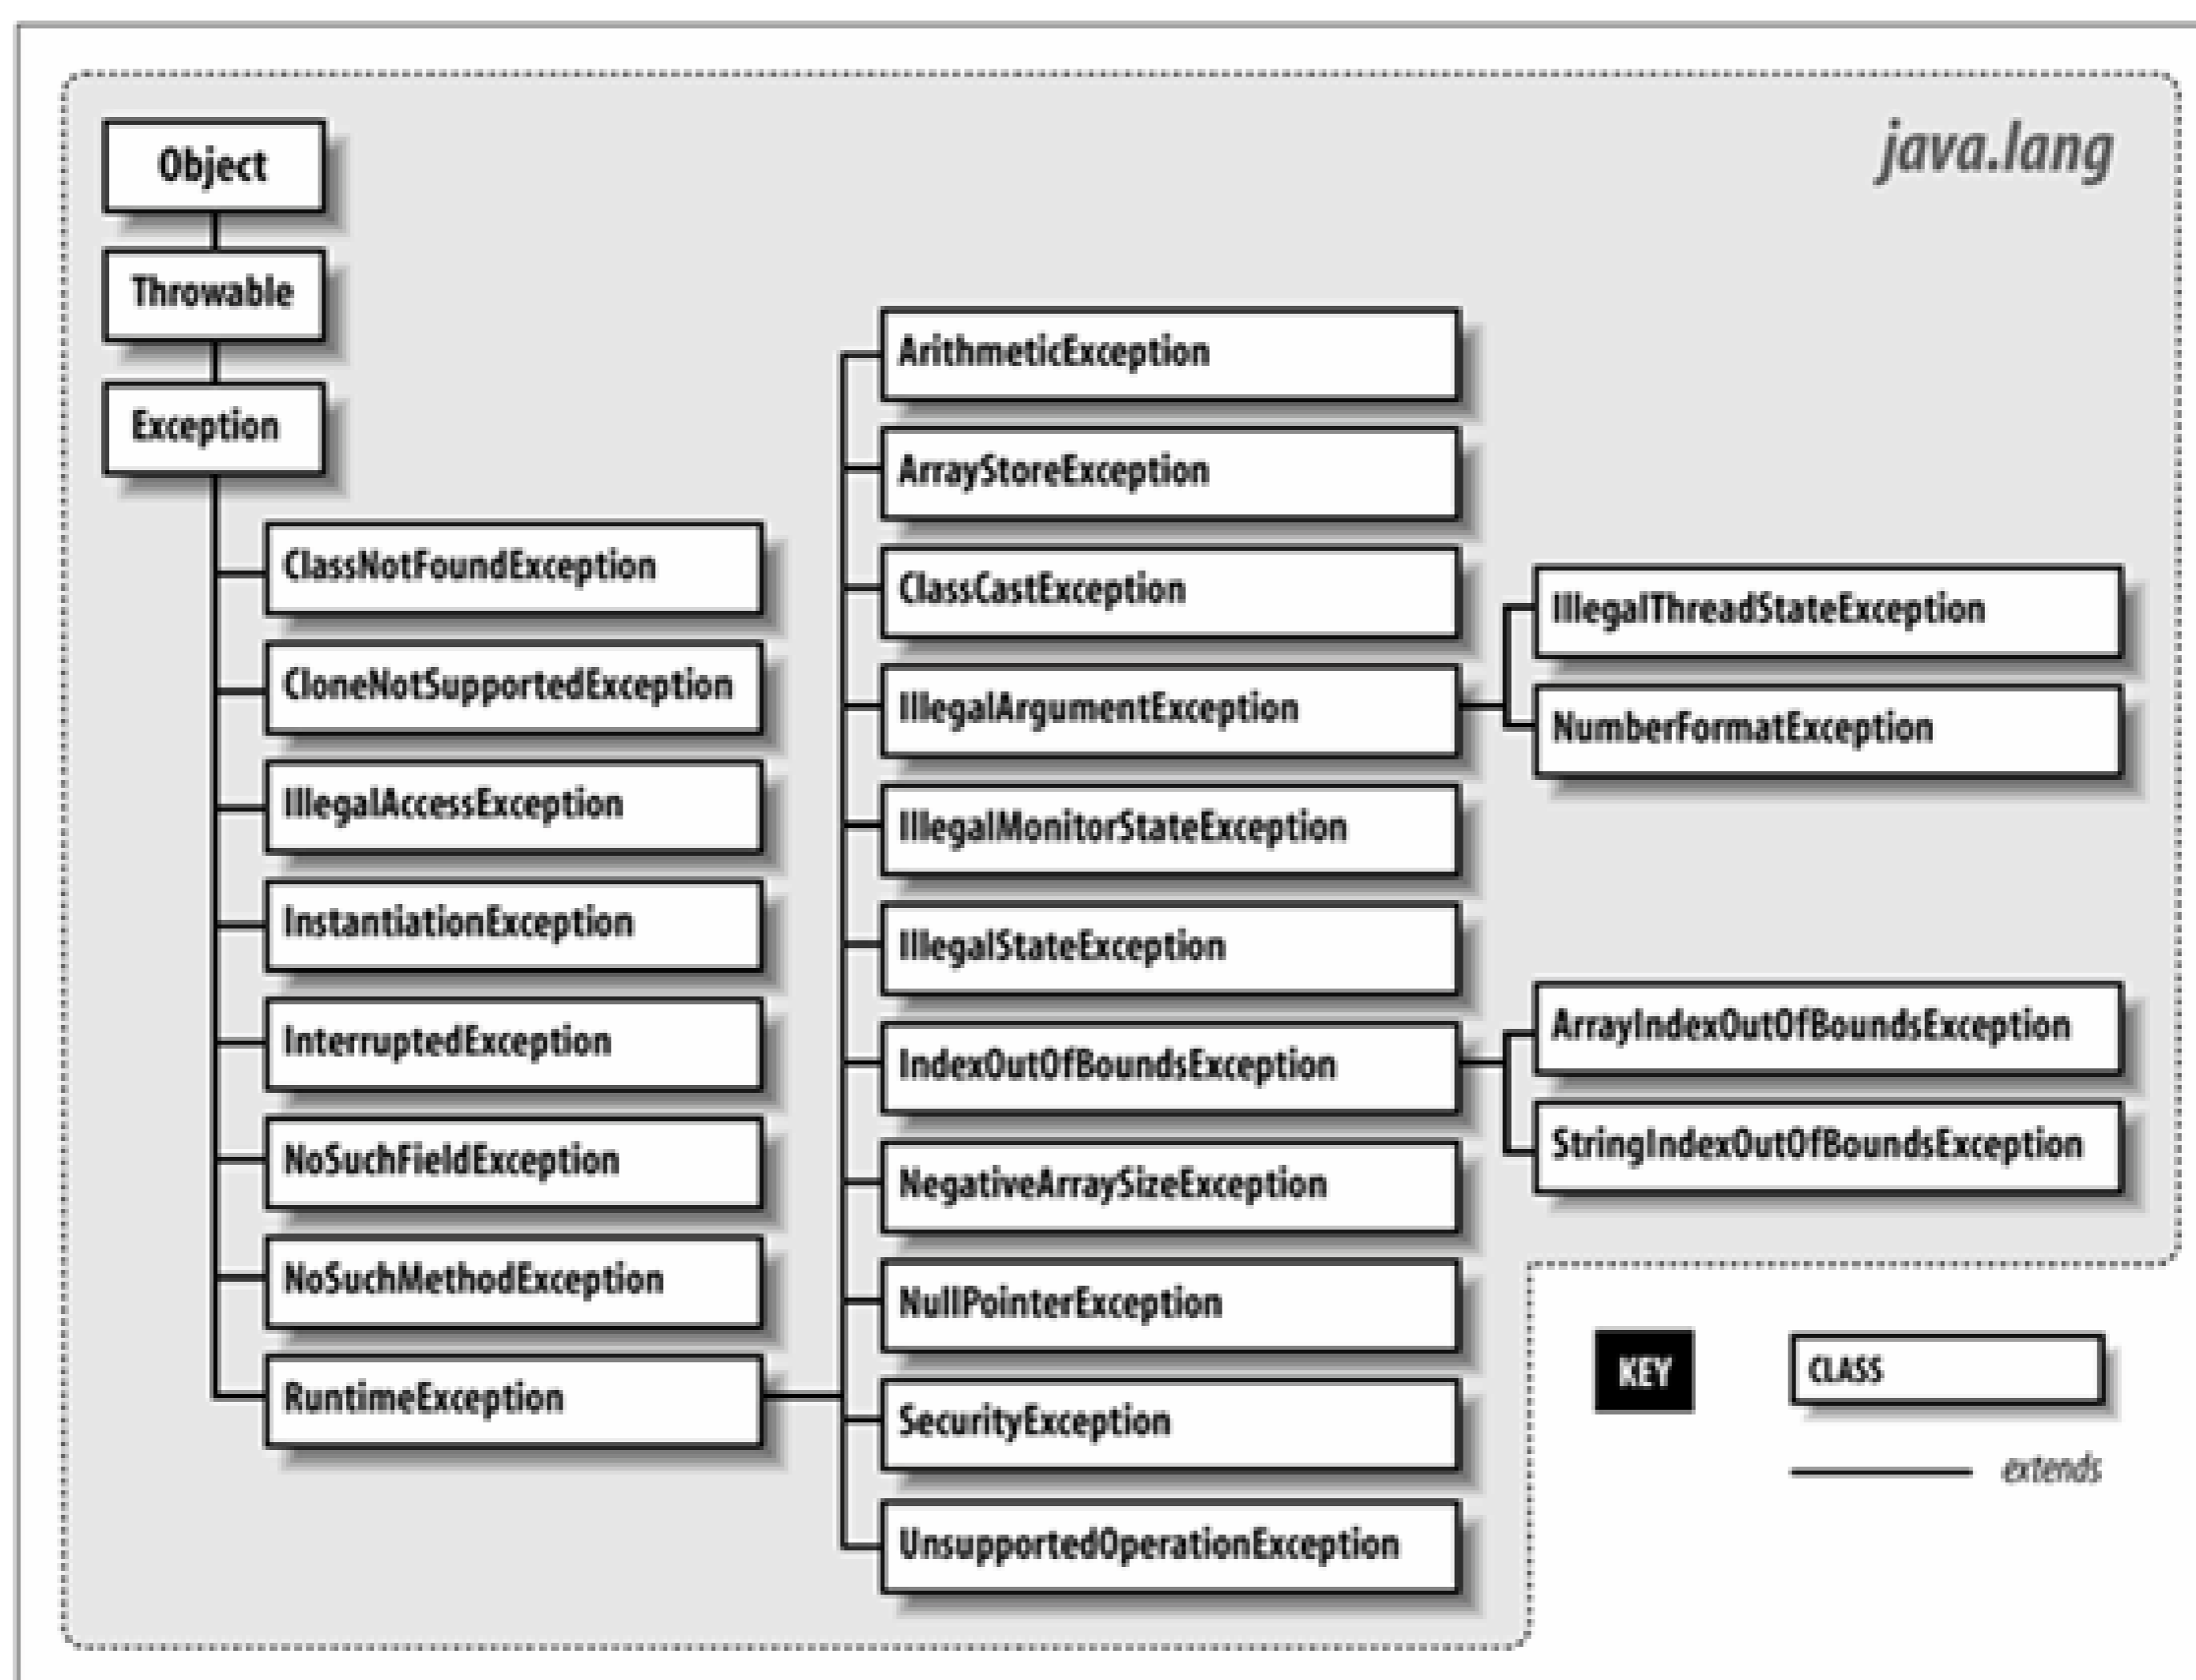 java.lang
Object
Throwable
Exception
ClassNotFoundException
CloneNotSupportedException
IllegalAccessException
InstantiationException
InterruptedException
NoSuchFieldException
NoSuchMethodException
RuntimeException
ArithmeticException
ArrayStoreException
ClassCastException
IllegalArgumentException
IllegalMonitorStateException
IllegalStateException
IndexOutOfBoundsException
NegativeArraySizeException
NullPointerException
SecurityException
UnsupportedOperationException
IllegalThreadStateException
NumberFormatException
ArrayIndexOutOfBoundsException
StringIndexOutOfBoundsException
KEY
CLASS
extends